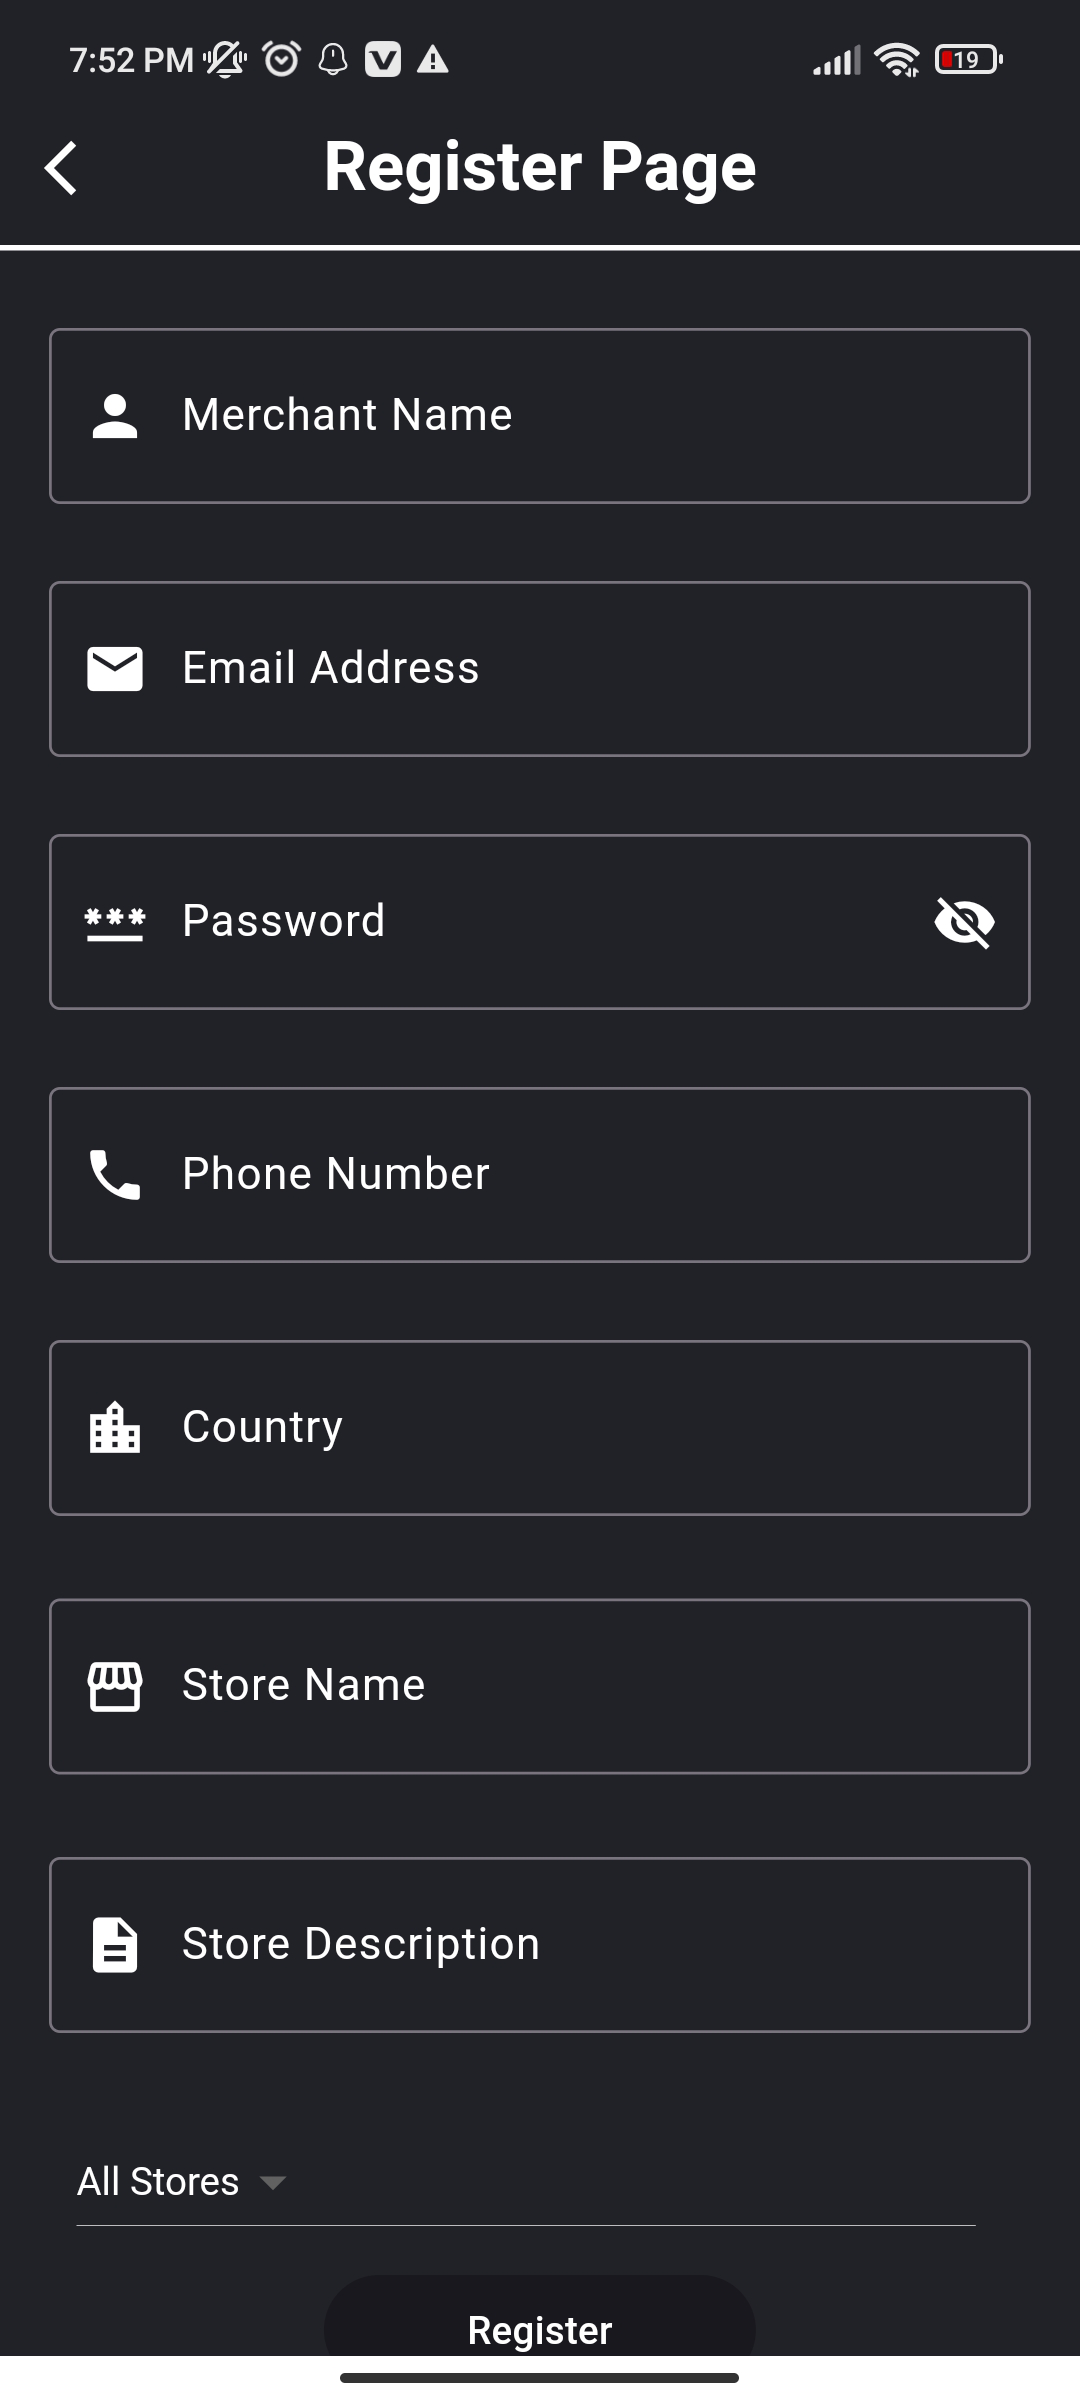 7:52 PM
19
Register Page
Merchant Name
Email Address
***
Password
Phone Number
Country
Store Name
Store Description
All Stores
Register